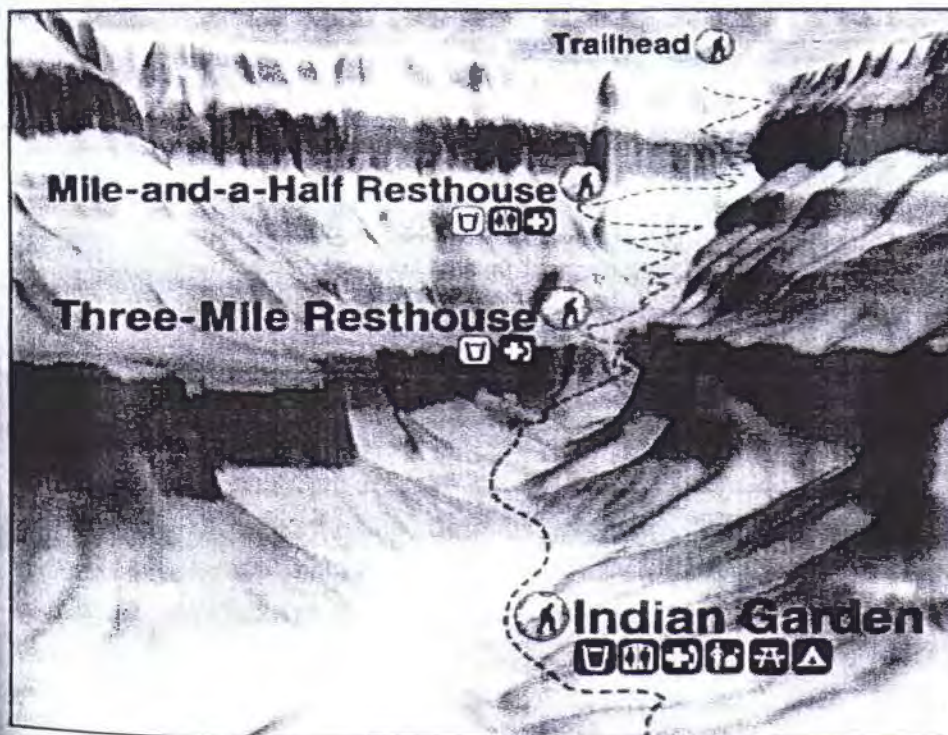 Trailhead
Mile-and-a-Half Resthouse
Three-Mile Resthouse
Indian Garden